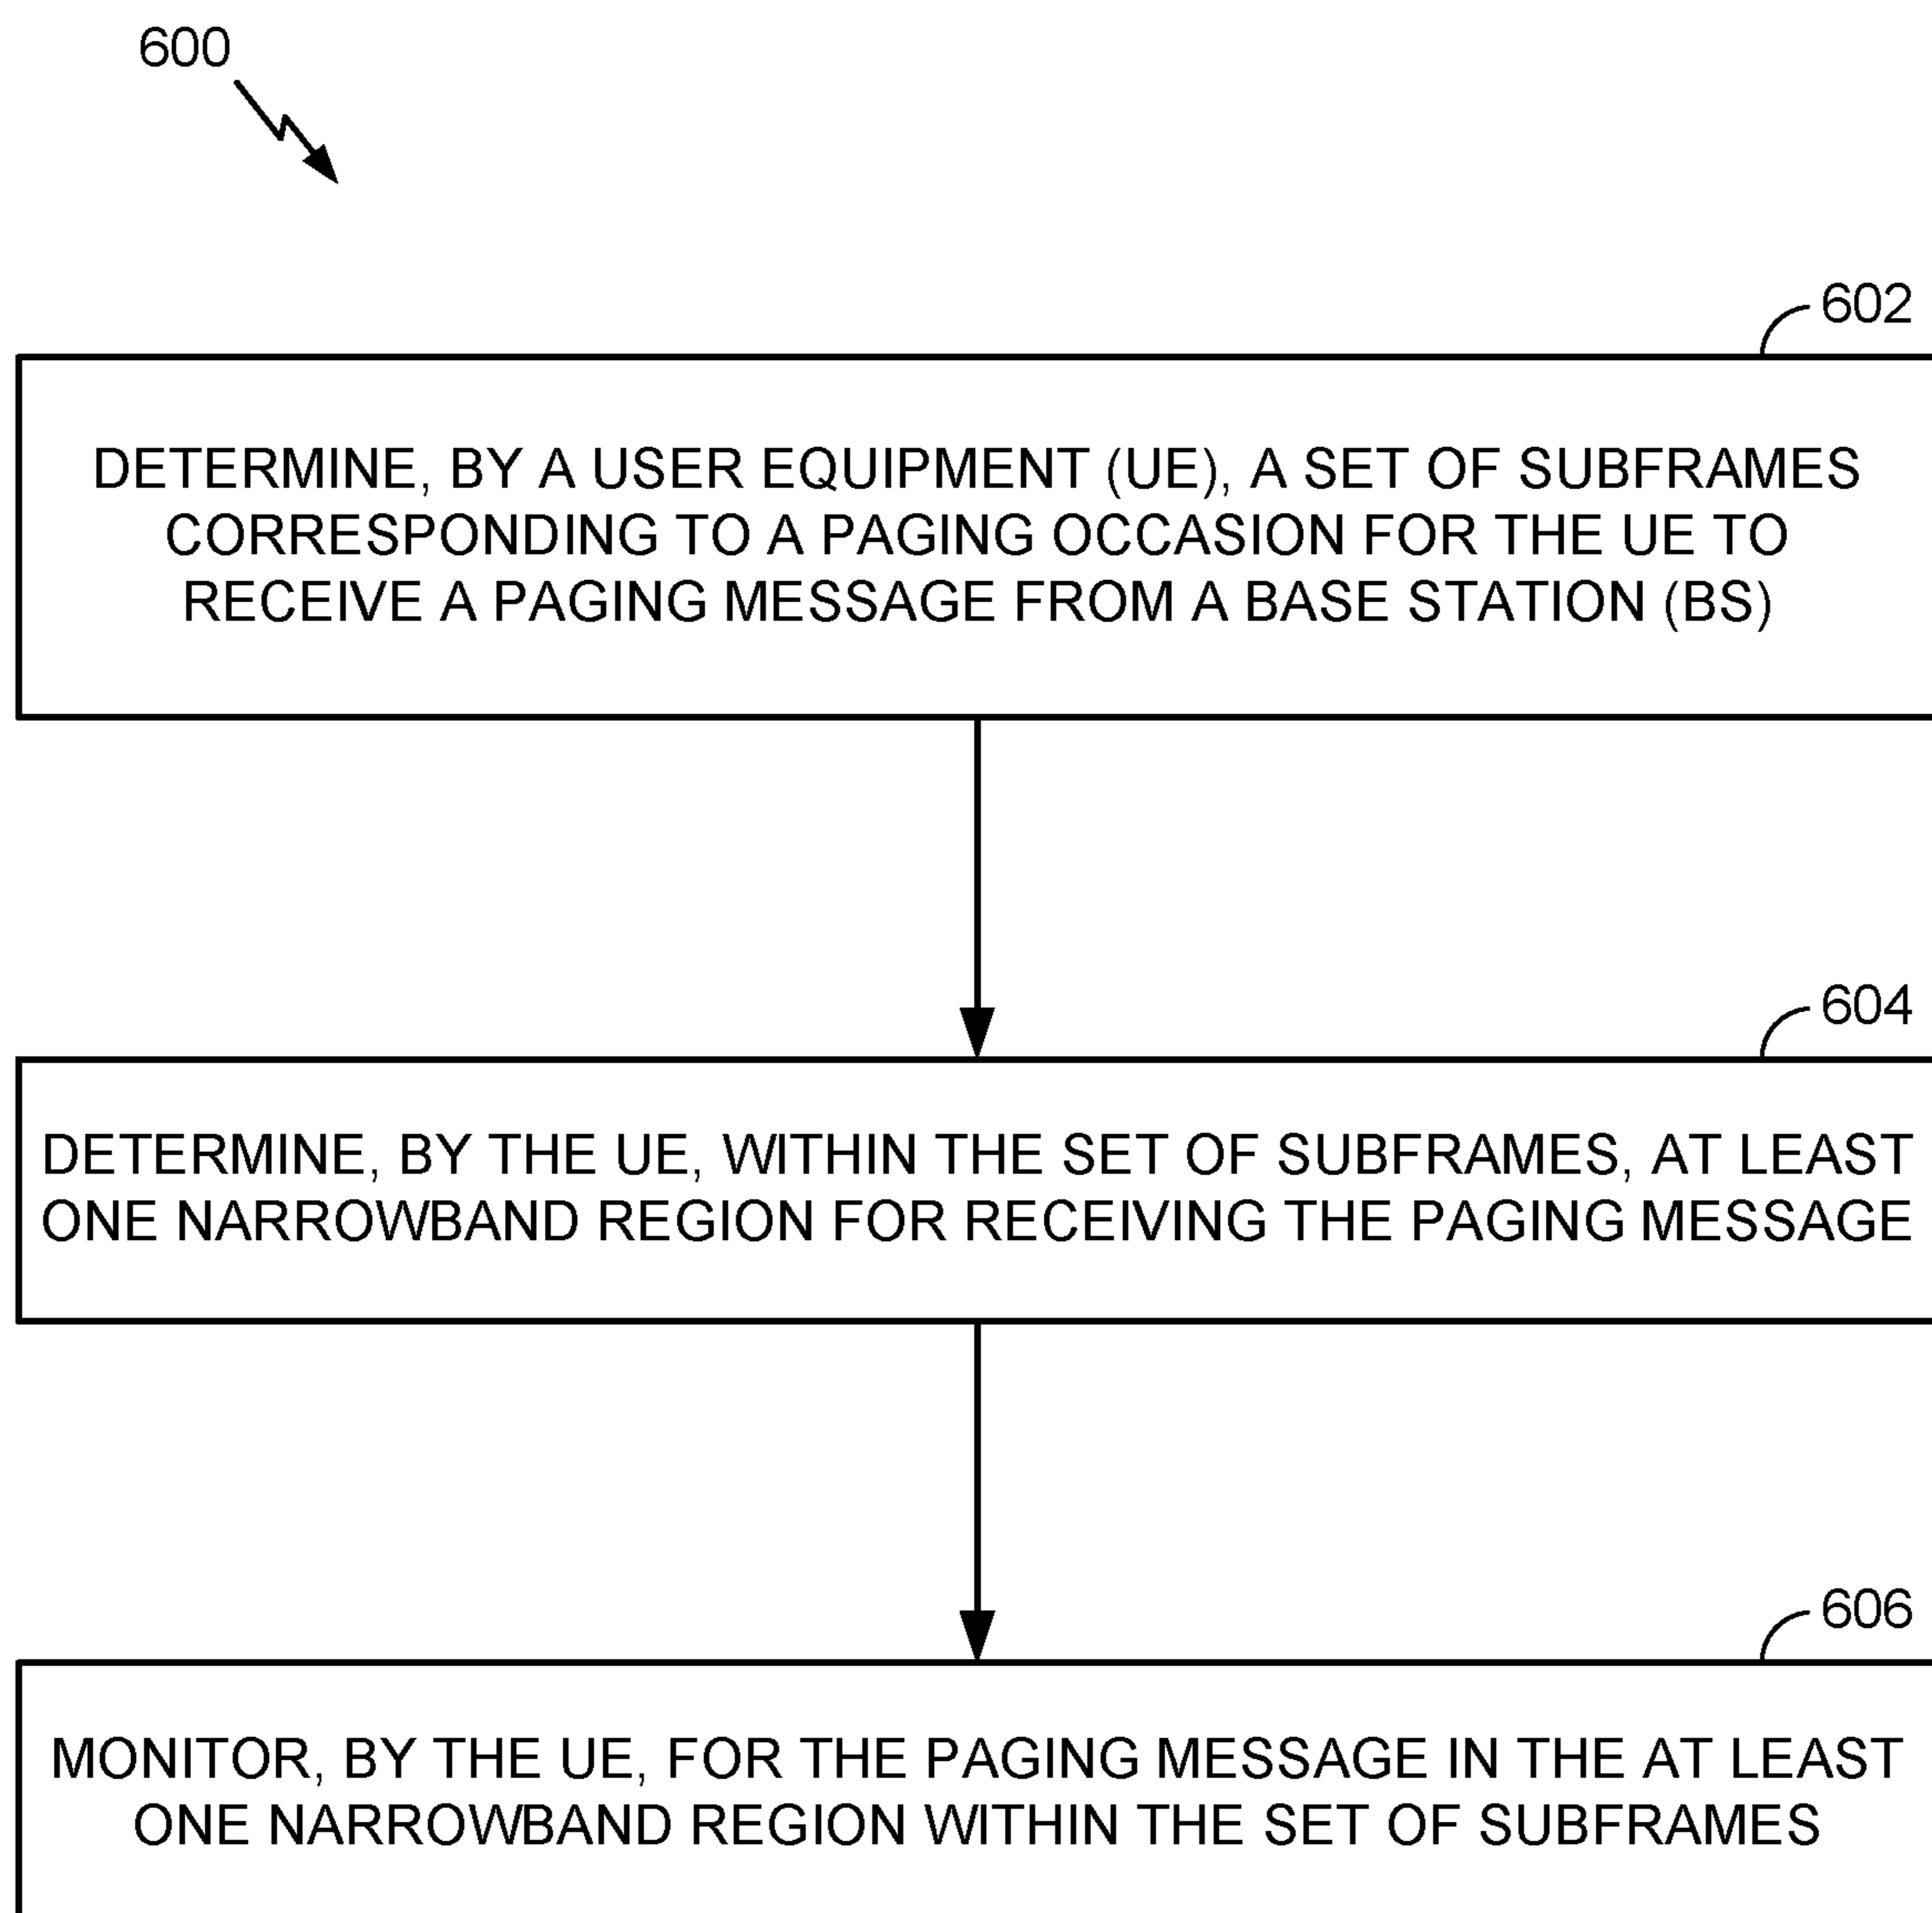 600
602
DETERMINE, BY A USER EQUIPMENT (UE), A SET OF SUBFRAMES
CORRESPONDING TO A PAGING OCCASION FOR THE UE TO
RECEIVE A PAGING MESSAGE FROM A BASE STATION (BS)
604
DETERMINE, BY THE UE, WITHIN THE SET OF SUBFRAMES, AT LEAST
ONE NARROWBAND REGION FOR RECEIVING THE PAGING MESSAGE
606
MONITOR, BY THE UE, FOR THE PAGING MESSAGE IN THE AT LEAST
ONE NARROWBAND REGION WITHIN THE SET OF SUBFRAMES